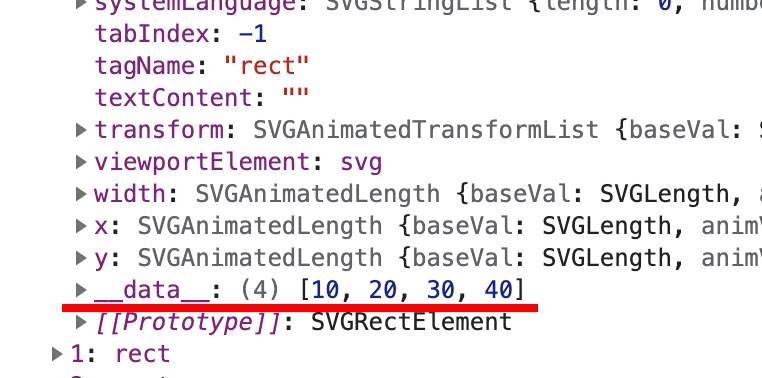 ▸ systemLanguage: SVGStringList {length: 0, numb
tabIndex: -1
tagName: "rect"
textContent: ""
▸ transform: SVGAnimatedTransformList {baseVal: S
▸ viewportElement: svg
▸ width: SVGAnimatedLength {baseVal: SVGLength, a
▸ x: SVGAnimatedLength {baseVal: SVGLength, animV
▸ y: SVGAnimatedLength {baseVal: SVGLength, animV
▸ __data__: (4) [10, 20, 30, 40]
▸ [[Prototype]]: SVGRectElement
▸ 1: rect